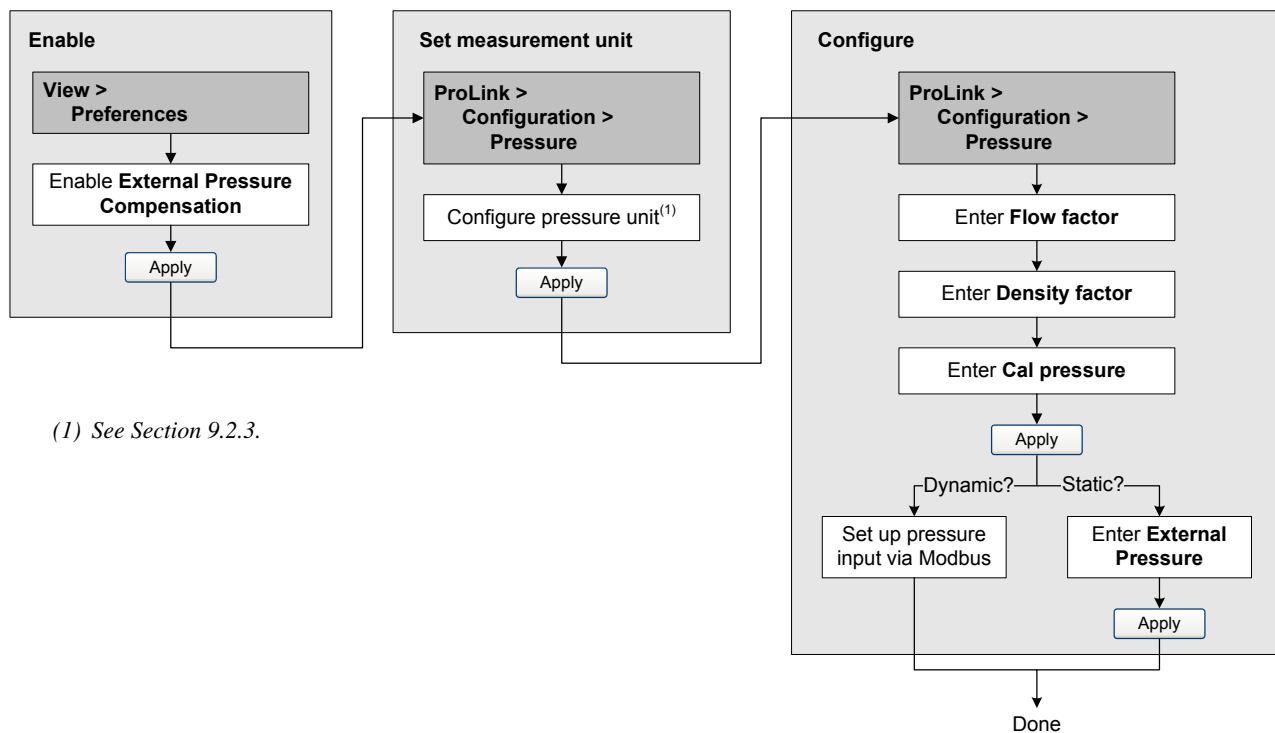 Enable
View >
Preferences
Enable External Pressure
Compensation
Apply
Set measurement unit
ProLink >
Configuration >
Pressure
Configure pressure unit(1)
Apply
Configure
ProLink >
Configuration >
Pressure
Enter Flow factor
Enter Density factor
Enter Cal pressure
Apply
Dynamic?
Static?
Set up pressure
input via Modbus
Enter External
Pressure
Apply
Done
(1) See Section 9.2.3.